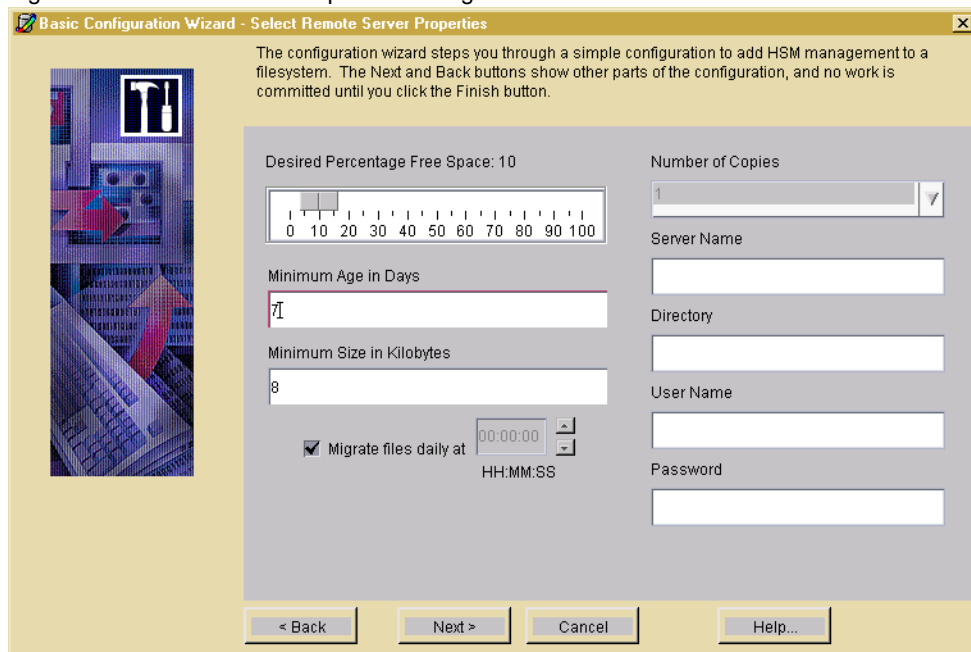 Basic Configuration Wizard - Select Remote Server Properties
The configuration wizard steps you through a simple configuration to add HSM management to a
filesystem. The Next and Back buttons show other parts of the configuration, and no work is
committed until you click the Finish button.
Desired Percentage Free Space: 10
0 10 20 30 40 50 60 70 80 90 100
Minimum Age in Days
7
Minimum Size in Kilobytes
8
Migrate files daily at 00:00:00
HH:MM:SS
Number of Copies
1
Server Name
Directory
User Name
Password
< Back Next > Cancel Help...